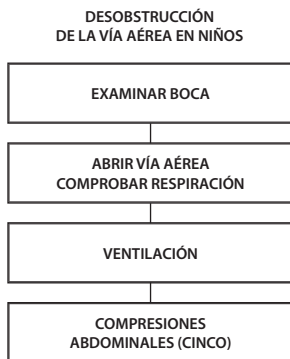 DESOBSTRUCCIÓN
DE LA VÍA AÉREA EN NIÑOS
EXAMINAR BOCA
ABRIR VÍA AÉREA
COMPROBAR RESPIRACIÓN
VENTILACIÓN
COMPRESIONES
ABDOMINALES (CINCO)